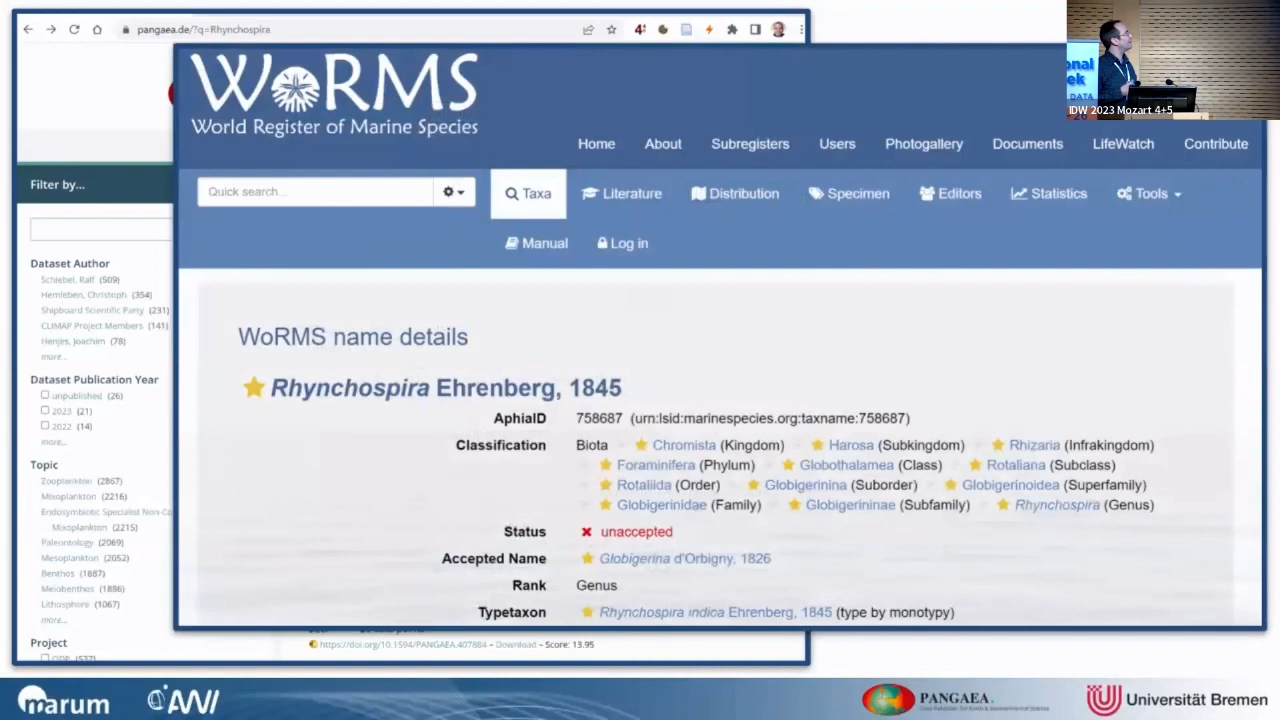 pangaea.de/?q=Rhynchospira
WoRMS
World Register of Marine Species
Home About Subregisters Users Photogallery Documents LifeWatch Contribute
Quick search... Taxa Literature Distribution Specimen Editors Statistics Tools
Manual Log in
WoRMS name details
Rhynchospira Ehrenberg, 1845
AphiaID 758687 (urn:lsid:marinespecies.org:taxname:758687)
Classification Biota Chromista (Kingdom) Harosa (Subkingdom) Rhizaria (Infrakingdom)
Foraminifera (Phylum) Globothalamea (Class) Rotaliana (Subclass)
Rotaliida (Order) Globigerinina (Suborder) Globigerinoidea (Superfamily)
Globigerinidae (Family) Globigerininae (Subfamily) Rhynchospira (Genus)
Status unaccepted
Accepted Name Globigerina d'Orbigny, 1826
Rank Genus
Typetaxon Rhynchospira indica Ehrenberg, 1845 (type by monotypy)
Filter by...
Dataset Author
Schiebel, Ralf (509)
Hemleben, Christoph (354)
Shipboard Scientific Party (231)
CLIMAP Project Members (141)
Henjes, Joachim (78)
more...
Dataset Publication Year
unpublished (26)
2023 (21)
2022 (14)
more...
Topic
Zooplankton (2867)
Mixoplankton (2216)
Endosymbiotic Specialist Non-Co
Mixoplankton (2215)
Paleontology (2069)
Mesoplankton (2052)
Benthos (1887)
Meiobenthos (1886)
Lithosphere (1067)
more...
Project
https://doi.org/10.1594/PANGAEA.407884 – Download – Score: 13.95
onal
ek
DATA
IDW 2023 Mozart 4+5
marum
AWI
PANGAEA.
Universität Bremen